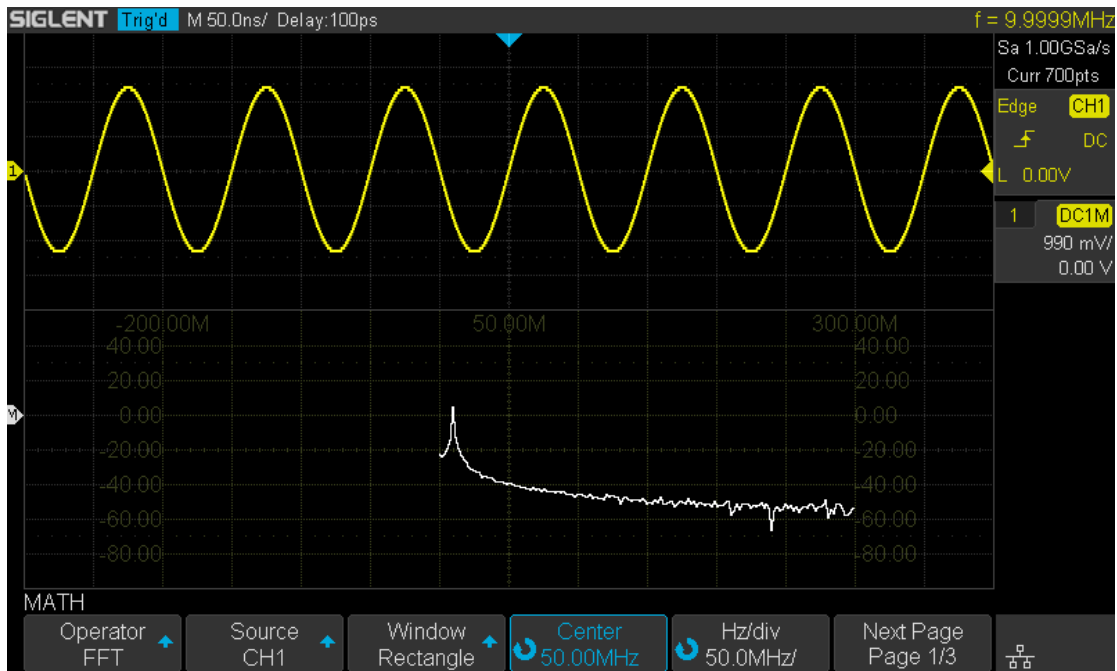 SIGLENT Trig'd M 50.0ns/ Delay:100ps f = 9.9999MHz
Sa 1.00GSa/s
Curr 700pts
Edge CH1
DC
L 0.00V
1 DC1M
990 mV/
0.00 V
1
-200.00M 50.00M 300.00M
40.00 40.00
20.00 20.00
M 0.00 0.00
-20.00 -20.00
-40.00 -40.00
-60.00 -60.00
-80.00 -80.00
MATH
Operator Source Window Center Hz/div Next Page
FFT CH1 Rectangle 50.00MHz 50.0MHz/ Page 1/3